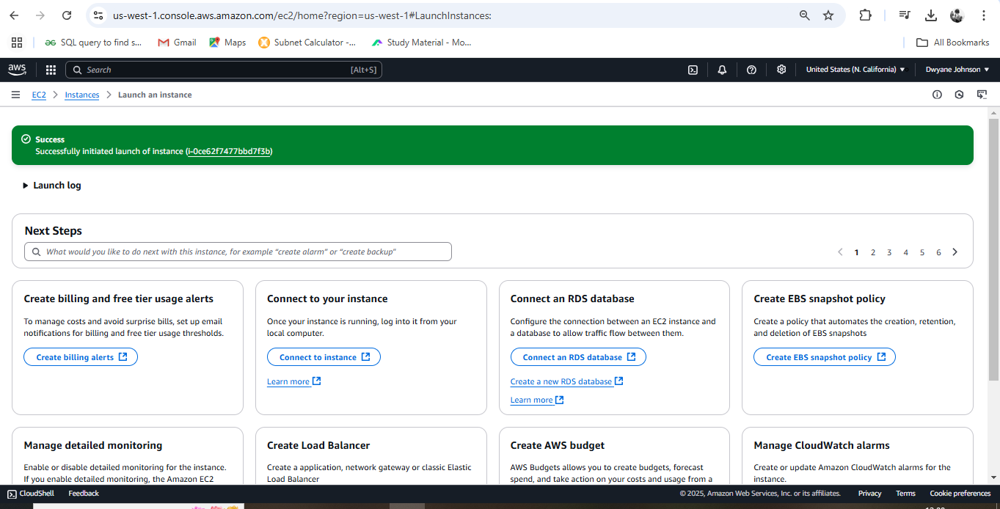 us-west-1.console.aws.amazon.com/ec2/home?region=us-west-1#LaunchInstances:
SQL query to find s... Gmail Maps Subnet Calculator -... Study Material - Mo... All Bookmarks
aws Search [Alt+S] United States (N. California) Dwyane Johnson
EC2 Instances Launch an instance
Success
Successfully initiated launch of instance (i-0ce62f7477bbd7f3b)
Launch log
Next Steps
What would you like to do next with this instance, for example "create alarm" or "create backup"
1 2 3 4 5 6
Create billing and free tier usage alerts
To manage costs and avoid surprise bills, set up email
notifications for billing and free tier usage thresholds.
Create billing alerts
Connect to your instance
Once your instance is running, log into it from your
local computer.
Connect to instance
Learn more
Connect an RDS database
Configure the connection between an EC2 instance and
a database to allow traffic flow between them.
Connect an RDS database
Create a new RDS database
Learn more
Create EBS snapshot policy
Create a policy that automates the creation, retention,
and deletion of EBS snapshots
Create EBS snapshot policy
Manage detailed monitoring
Enable or disable detailed monitoring for the instance.
If you enable detailed monitoring, the Amazon EC2
Create Load Balancer
Create a application, network gateway or classic Elastic
Load Balancer
Create AWS budget
AWS Budgets allows you to create budgets, forecast
spend, and take action on your costs and usage from a
Manage CloudWatch alarms
Create or update Amazon CloudWatch alarms for the
instance.
CloudShell Feedback © 2025, Amazon Web Services, Inc. or its affiliates. Privacy Terms Cookie preferences